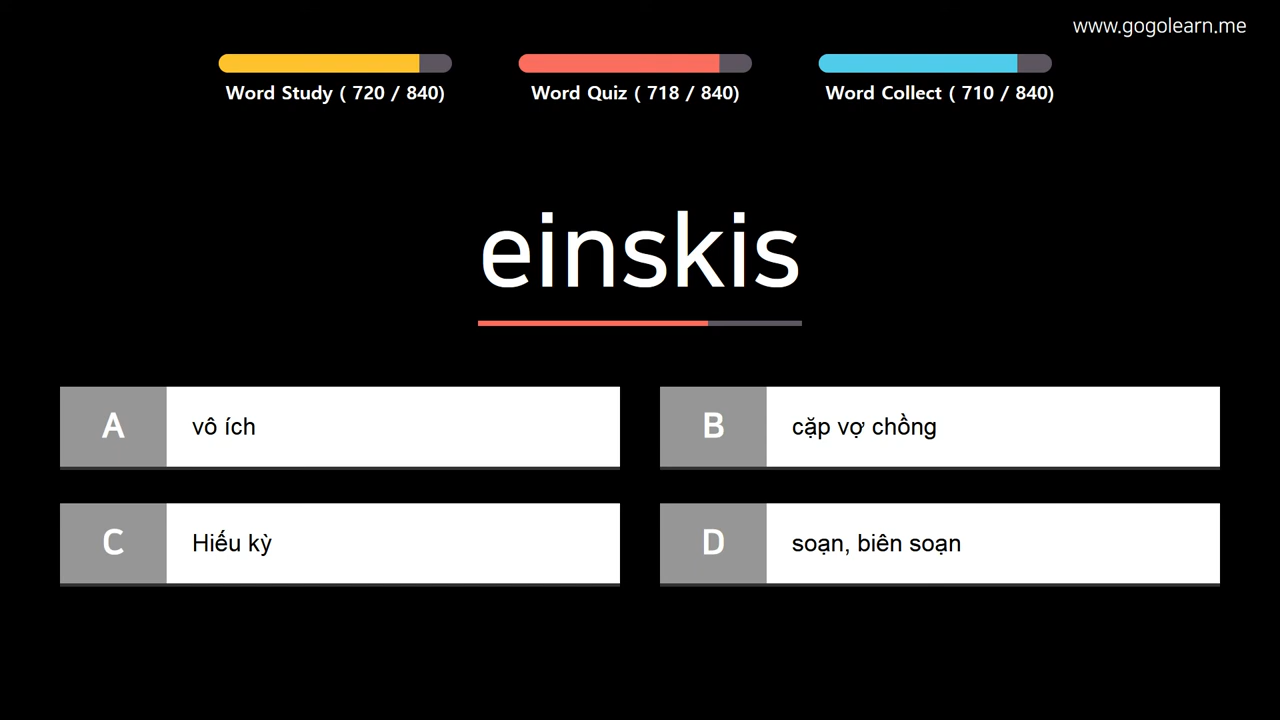 www.gogolearn.me
Word Study ( 720 / 840)
Word Quiz ( 718 / 840)
Word Collect ( 710 / 840)
einskis
A
vô ích
B
cặp vợ chồng
C
Hiếu kỳ
D
soạn, biên soạn